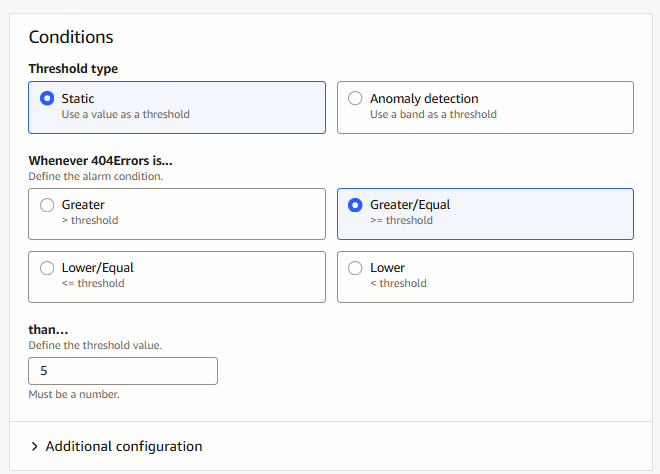 Conditions
Threshold type
Static
Use a value as a threshold
Anomaly detection
Use a band as a threshold
Whenever 404Errors is...
Define the alarm condition.
Greater
> threshold
Greater/Equal
>= threshold
Lower/Equal
<= threshold
Lower
< threshold
than...
Define the threshold value.
5
Must be a number.
Additional configuration